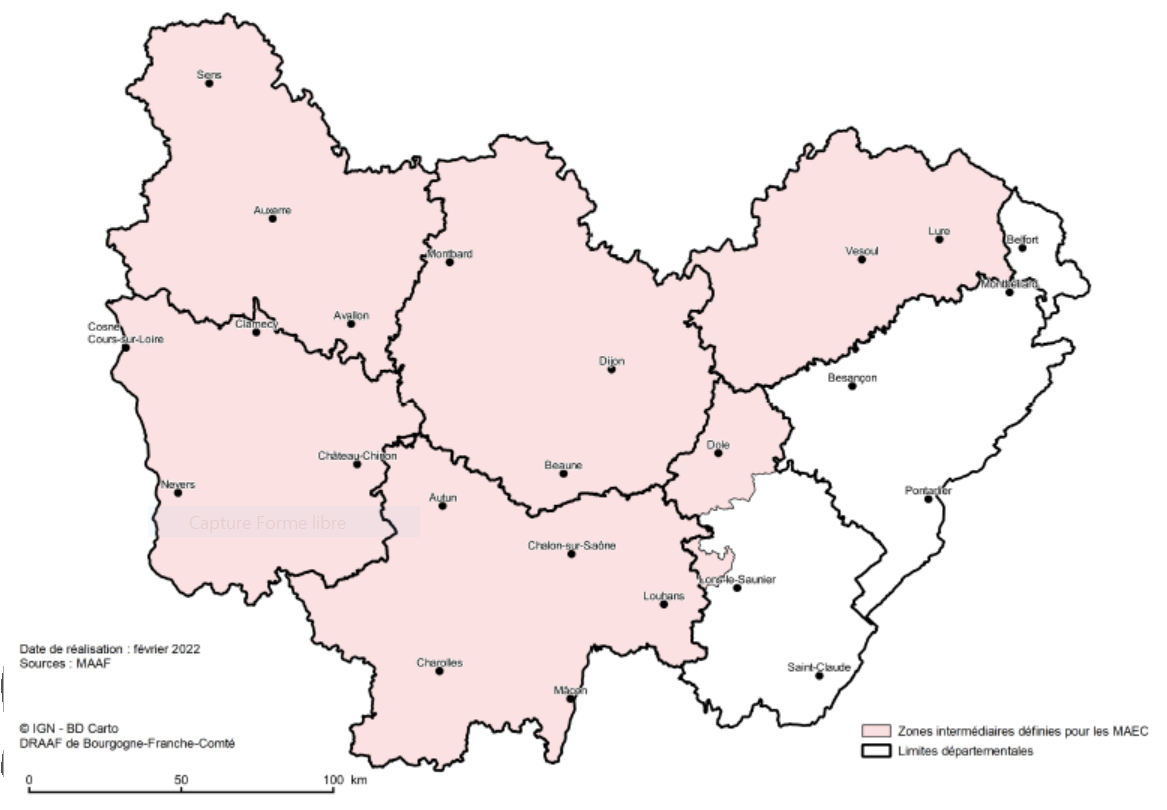 Sens
Auxerre
Montbard
Lure
Vesoul
Belfort
Montbéliard
Avallon
Clamecy
Cosne
Cours-sur-Loire
Dijon
Besançon
Dole
Château-Chinon
Beaune
Nevers
Autun
Pontarlier
Capture Forme libre
Chalon-sur-Saône
Lons-le-Saunier
Louhans
Date de réalisation : février 2022
Sources : MAAF
Charolles
Saint-Claude
Mâcon
© IGN - BD Carto
DRAAF de Bourgogne-Franche-Comté
Zones intermédiaires définies pour les MAEC
Limites départementales
0 50 100 km